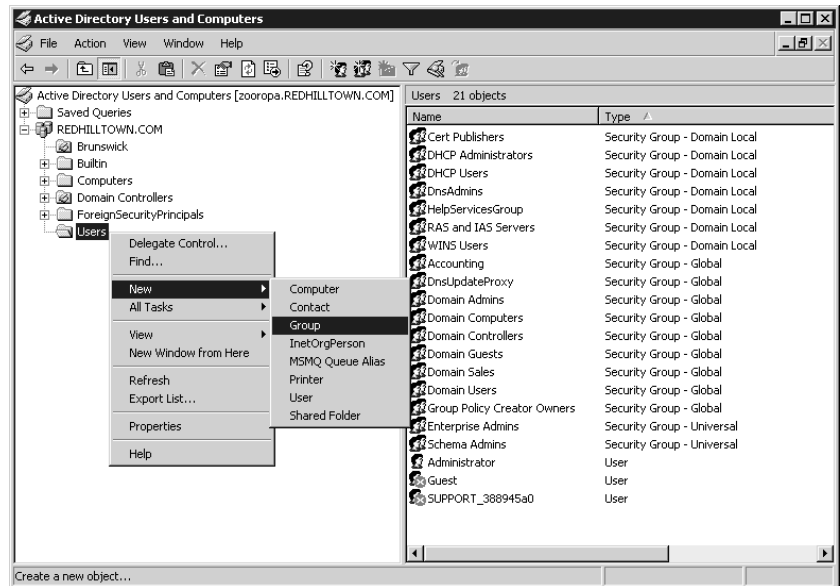 Active Directory Users and Computers
File Action View Window Help
Active Directory Users and Computers [zooropa.REDHILLTOWN.COM]
Saved Queries
REDHILLTOWN.COM
Brunswick
Builtin
Computers
Domain Controllers
ForeignSecurityPrincipals
Users
Delegate Control...
Find...
New
All Tasks
View
New Window from Here
Refresh
Export List...
Properties
Help
Computer
Contact
Group
InetOrgPerson
MSMQ Queue Alias
Printer
User
Shared Folder
Users 21 objects
Name Type
Cert Publishers Security Group - Domain Local
DHCP Administrators Security Group - Domain Local
DHCP Users Security Group - Domain Local
DnsAdmins Security Group - Domain Local
HelpServicesGroup Security Group - Domain Local
RAS and IAS Servers Security Group - Domain Local
WINS Users Security Group - Domain Local
Accounting Security Group - Global
DnsUpdateProxy Security Group - Global
Domain Admins Security Group - Global
Domain Computers Security Group - Global
Domain Controllers Security Group - Global
Domain Guests Security Group - Global
Domain Sales Security Group - Global
Domain Users Security Group - Global
Group Policy Creator Owners Security Group - Global
Enterprise Admins Security Group - Universal
Schema Admins Security Group - Universal
Administrator User
Guest User
SUPPORT_388945a0 User
Create a new object...